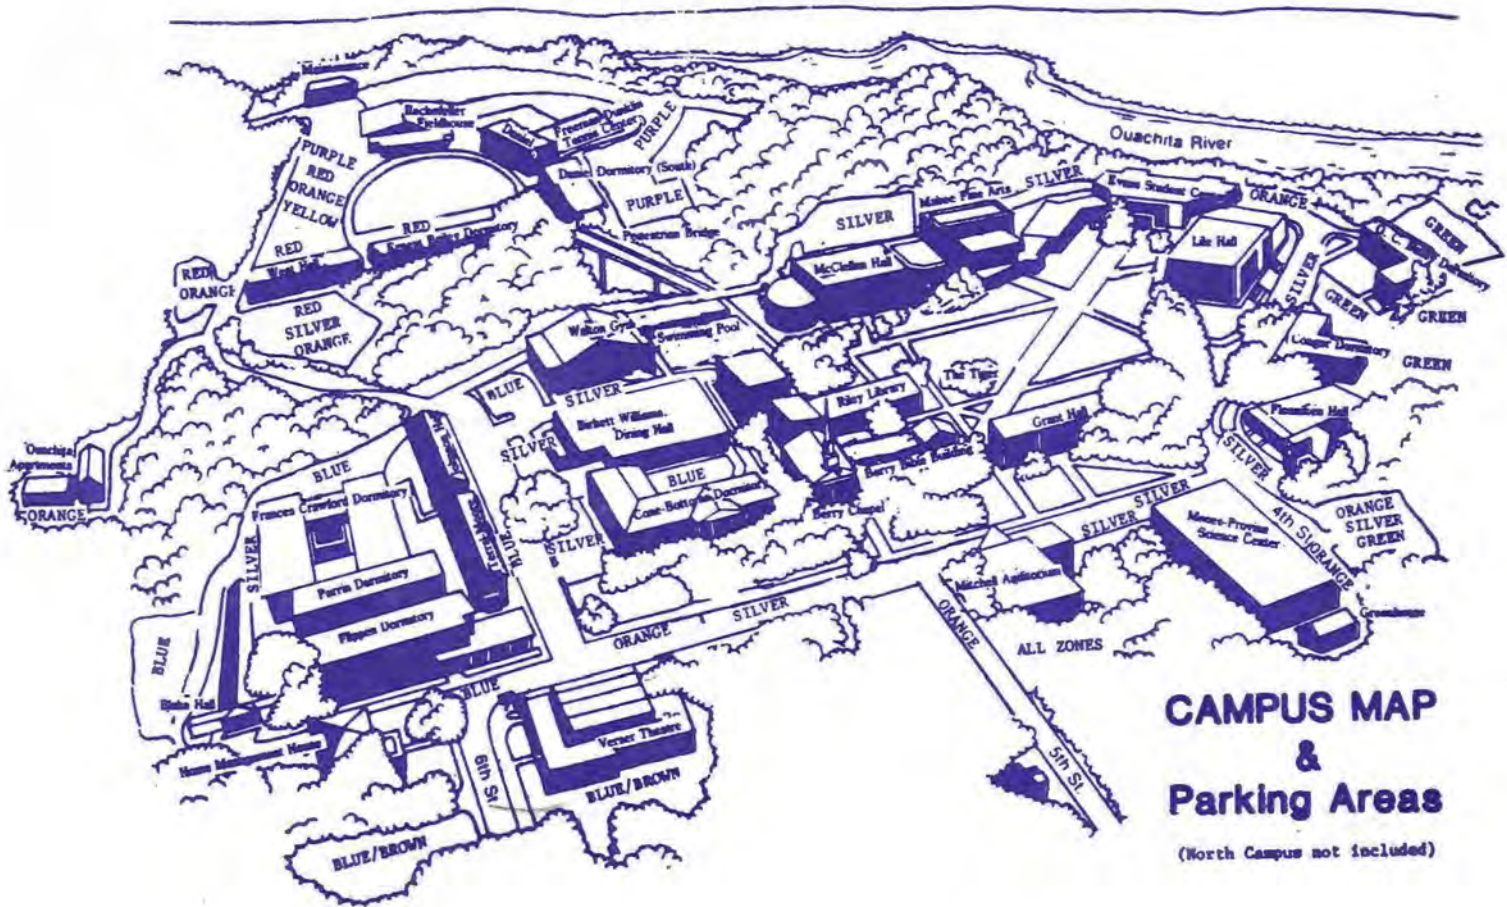 Maintenance
Rockefeller
Fieldhouse
Daniel
Freeman-Dunklin
Tennis Center
PURPLE
Ouachita River
PURPLE
RED
ORANGE
YELLOW
Daniel Dormitory (South)
PURPLE
SILVER
Mabee Fine Arts
SILVER
Evans Student Center
ORANGE
GREEN
O. C. Dormitory
RED
Ernest Bailey Dormitory
Pedestrian Bridge
McClellan Hall
Lile Hall
SILVER
RED
West Hall
RED
ORANGE
GREEN
GREEN
RED
SILVER
ORANGE
Walton Gym
Swimming Pool
Conger Dormitory
GREEN
BLUE
SILVER
The Tiger
Riley Library
Birkett Williams
Dining Hall
Grant Hall
Flenniken Hall
SILVER
Ouachita
Apartments
ORANGE
BLUE
BLUE
Berry Bible Building
SILVER
Frances Crawford Dormitory
Cone-Bottoms Dormitory
Berry Chapel
SILVER
SILVER
Moses-Provine
Science Center
4th St.
ORANGE
ORANGE
SILVER
GREEN
SILVER
Terral Moore
BLUE
SILVER
Perrin Dormitory
Mitchell Auditorium
Greenhouse
Flippen Dormitory
SILVER
ORANGE
ORANGE
ALL ZONES
BLUE
BLUE
Blake Hall
Home Management House
6th St
Verner Theatre
BLUE/BROWN
BLUE/BROWN
5th St.
CAMPUS MAP
&
Parking Areas
(North Campus not included)